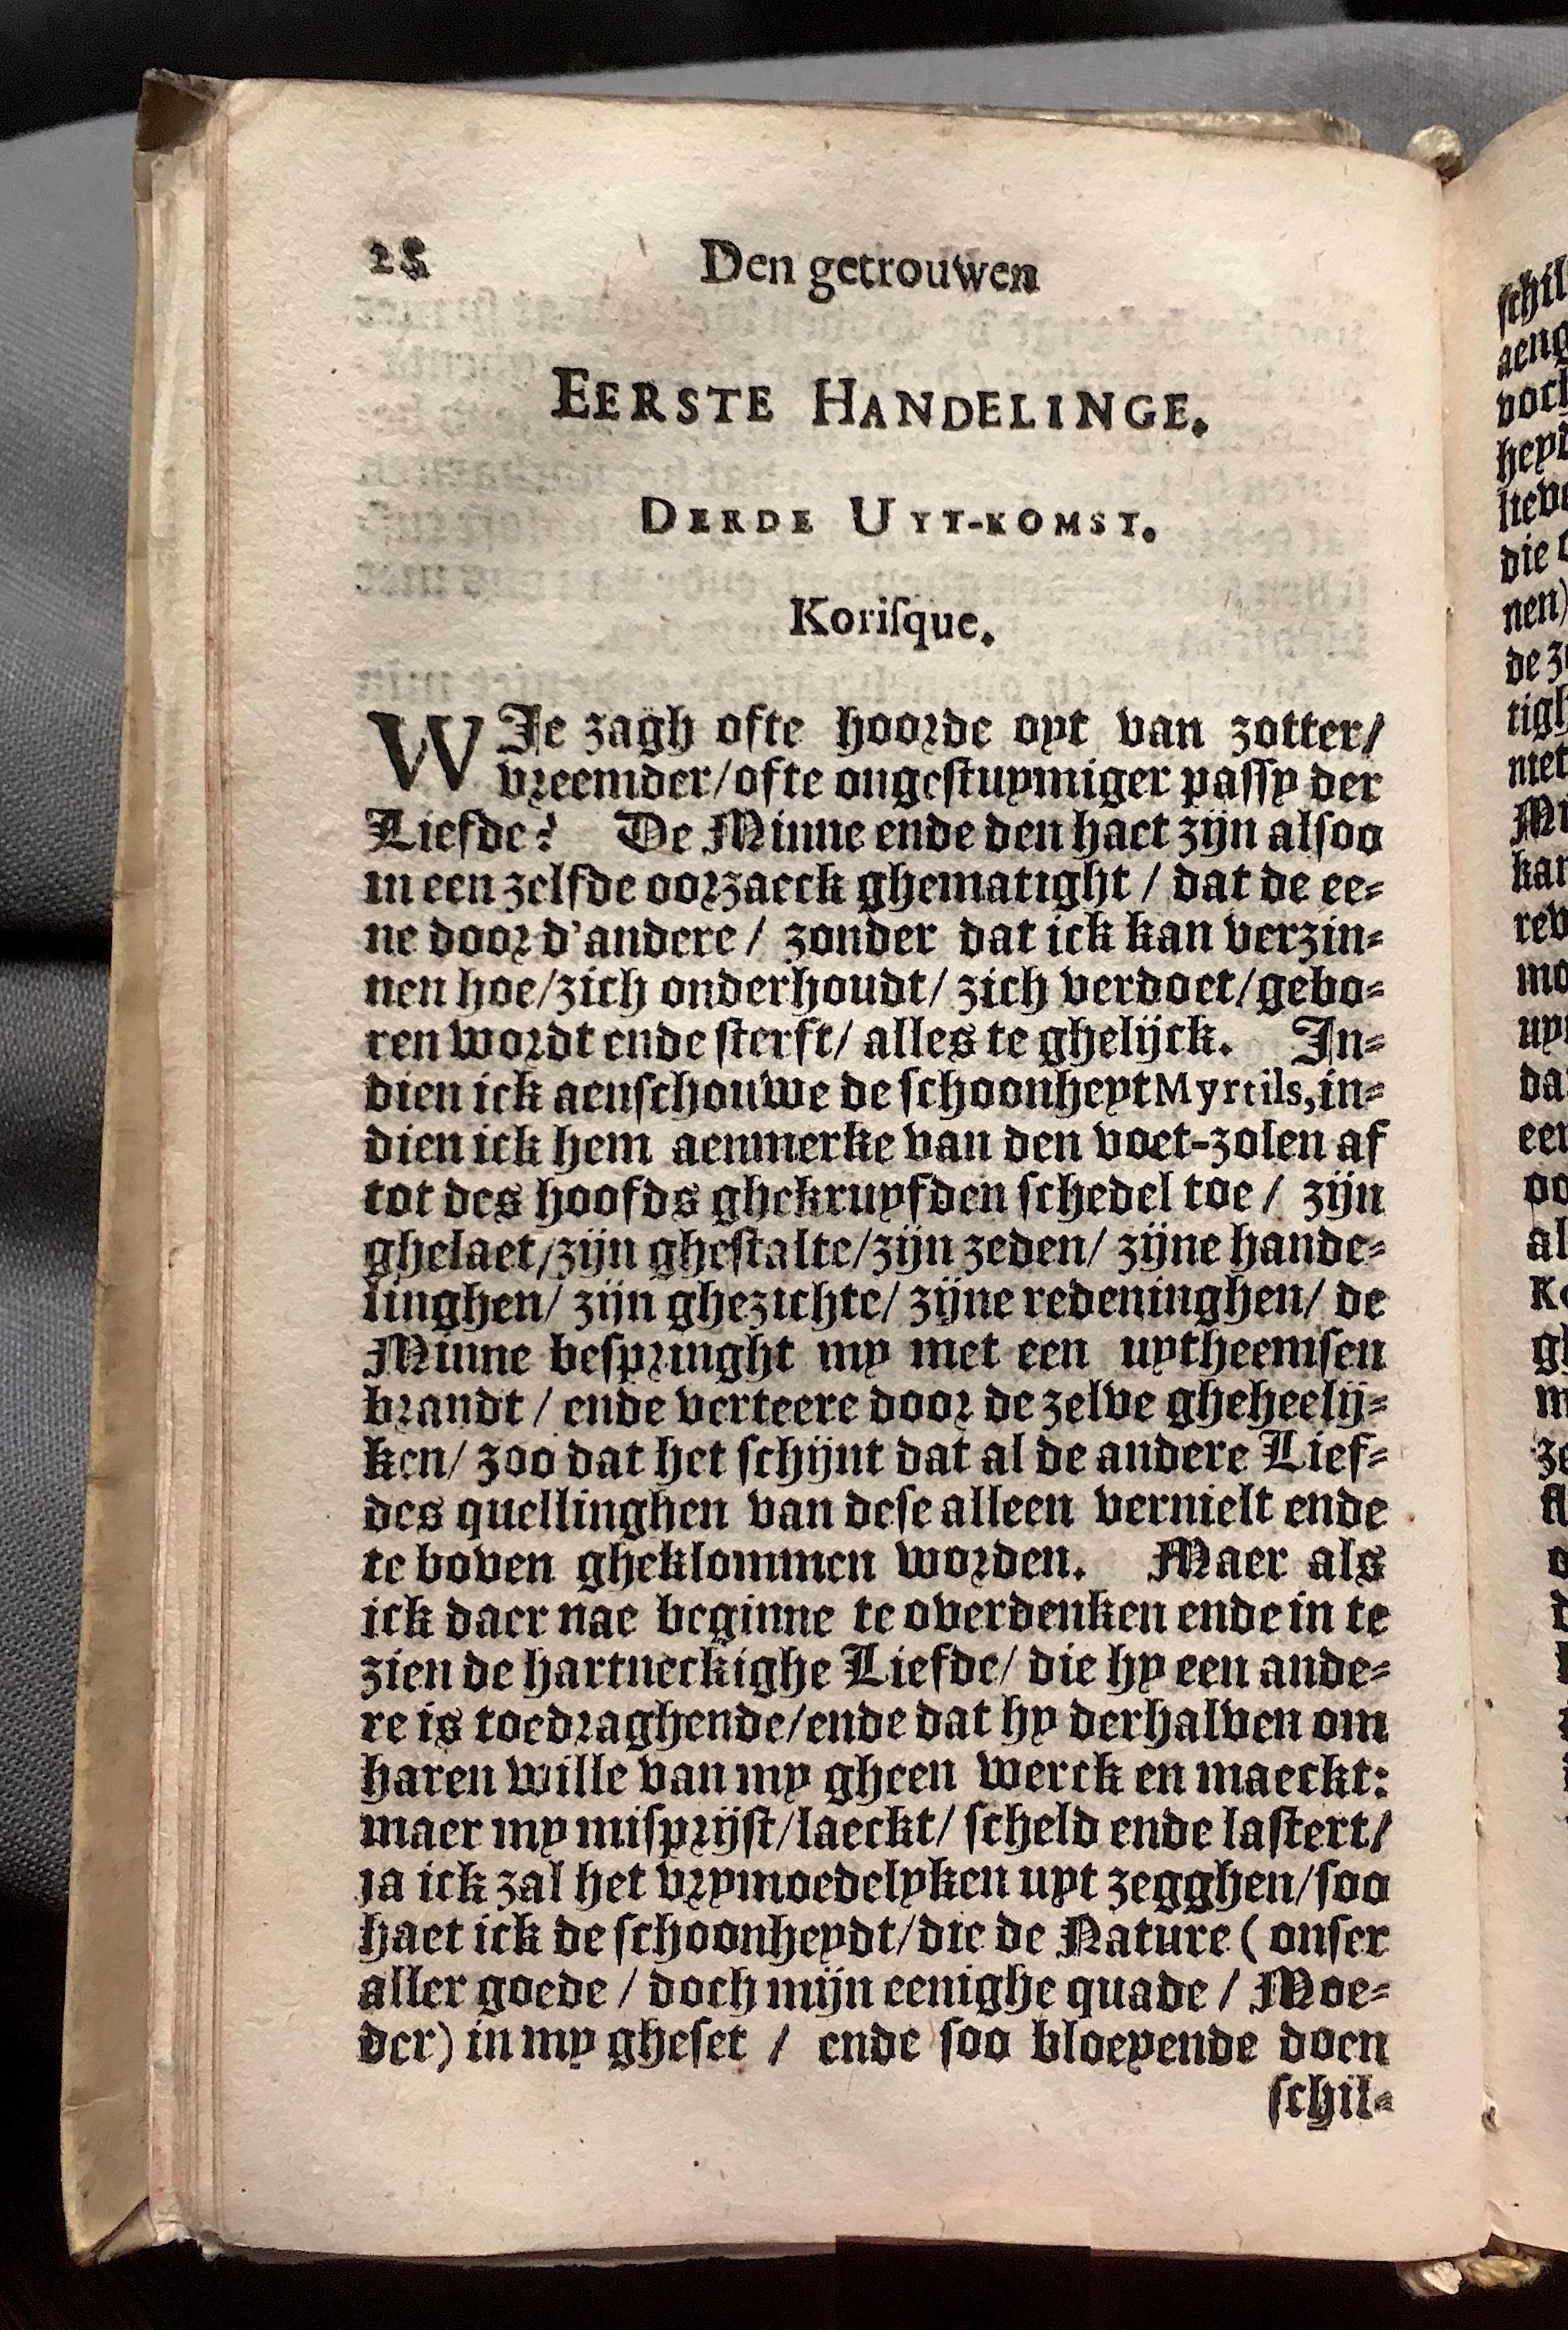 28 Den getrouwen
EERSTE HANDELINGE.
DERDE UYT-KOMST.
Koriſque.
WIe zagh ofte hoorde oyt van zotter/
vreemder/ofte ongeſtuymiger paſſy der
Liefde? De Minne ende den haet zijn alſoo
in een zelfde oorzaeck ghematight / dat de ee-
ne door d'andere / zonder dat ick kan verzin-
nen hoe/zich onderhoudt/ zich verdoet/gebo-
ren wordt ende ſterft/ alles te ghelijck. In-
dien ick aenſchouwe de ſchoonheyt Myrtils, in-
dien ick hem aenmerke van den voet-zolen af
tot des hoofds ghekruyfden ſchedel toe / zijn
ghelaet/zijn gheſtalte/zijn zeden/ zijne hande-
linghen/ zijn ghezichte/ zijne redeninghen/ de
Minne beſpringht my met een uytheemſen
brandt / ende verteere door de zelve gheheelij-
ken/ zoo dat het ſchijnt dat al de andere Lief-
des quellinghen van deſe alleen vernielt ende
te boven gheklommen worden. Maer als
ick daer nae beginne te overdenken ende in te
zien de hartneckighe Liefde/ die hy een ande-
re is toedraghende/ende dat hy derhalven om
haren wille van my gheen werck en maeckt:
maer my miſprijſt/laeckt/ ſcheld ende laſtert/
ja ick zal het vrymoedelyken uyt zegghen/ſoo
haet ick de ſchoonheydt/die de Nature ( onſer
aller goede / doch mijn eenighe quade / Moe-
der) in my gheſet / ende ſoo bloeyende doen
ſchil-